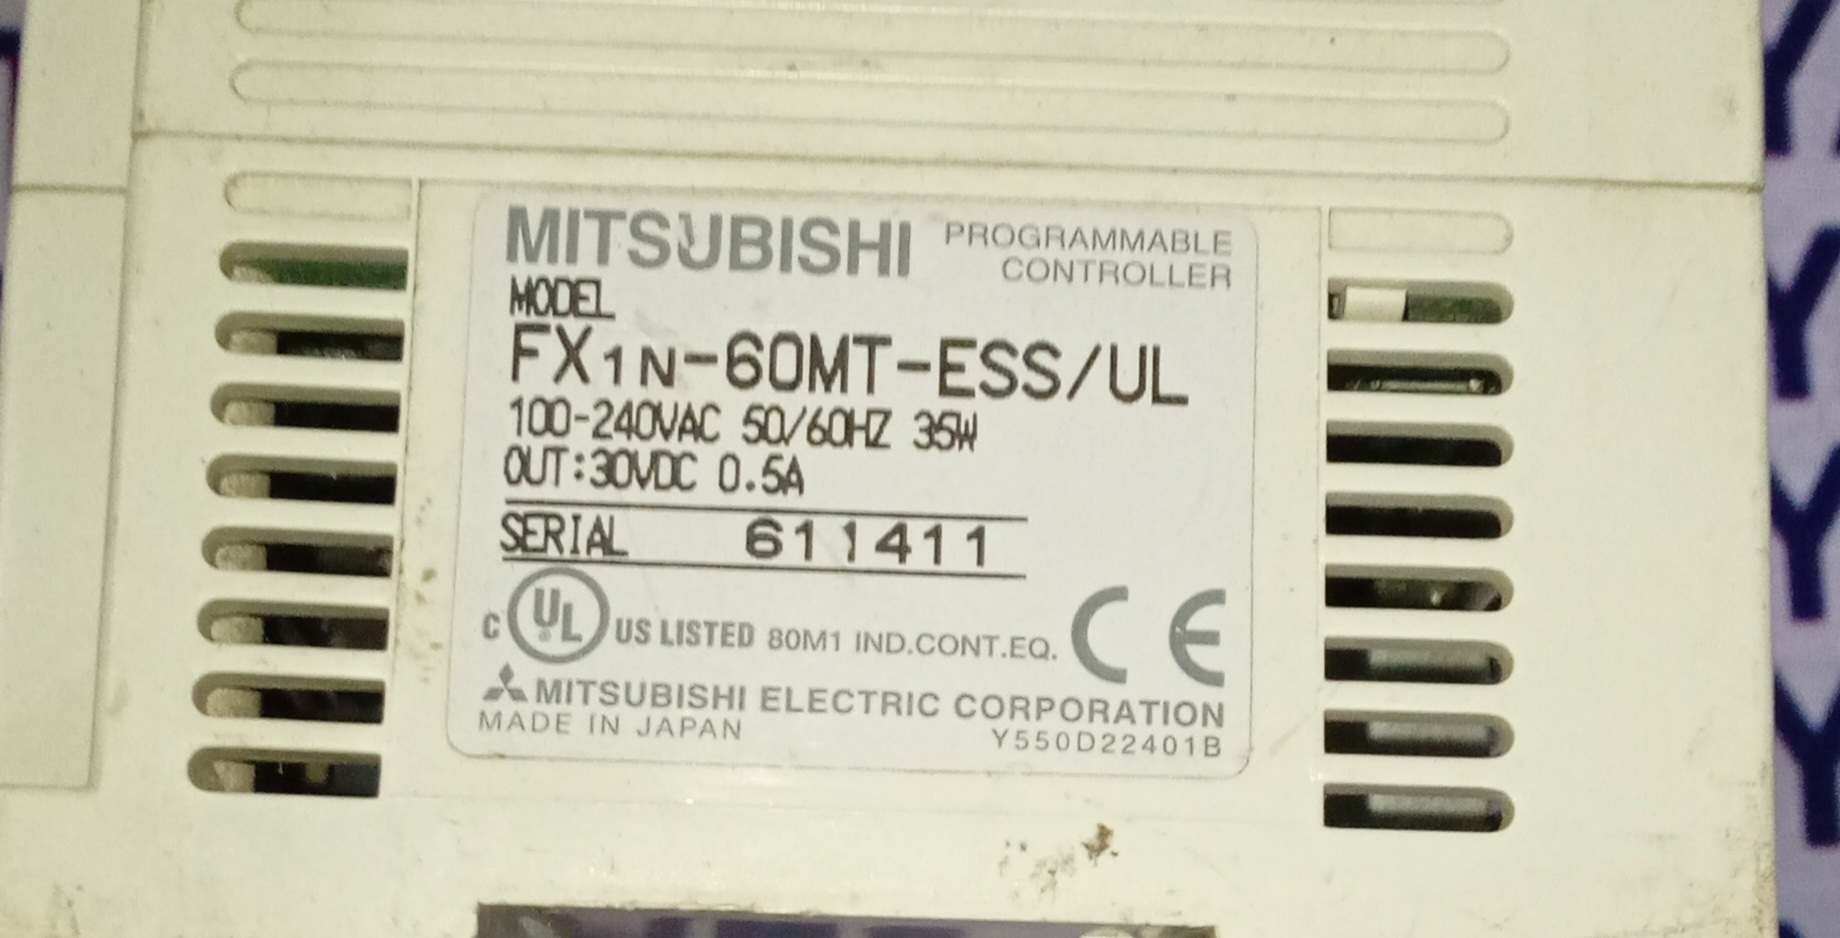 MITSUBISHI PROGRAMMABLE
CONTROLLER
MODEL
FX1N-60MT-ESS/UL
100-240VAC 50/60HZ 35W
OUT:30VDC 0.5A
SERIAL 611411
C UL US LISTED 80M1 IND.CONT.EQ. CE
MITSUBISHI ELECTRIC CORPORATION
MADE IN JAPAN Y550D22401B